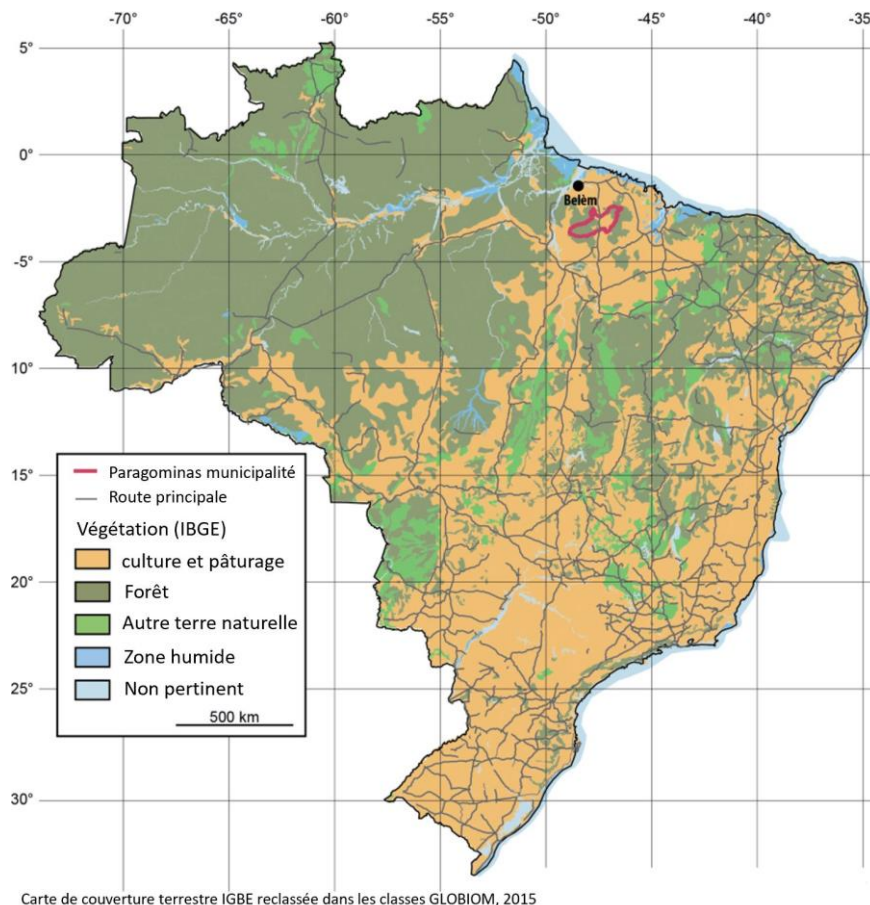 -70° -65° -60° -55° -50° -45° -40° -35
5°
0°
Belèm
-5°
10°
15°
20°
25°
30°
Paragominas municipalité
Route principale
Végétation (IBGE)
culture et pâturage
Forêt
Autre terre naturelle
Zone humide
Non pertinent
500 km
Carte de couverture terrestre IGBE reclassée dans les classes GLOBIOM, 2015